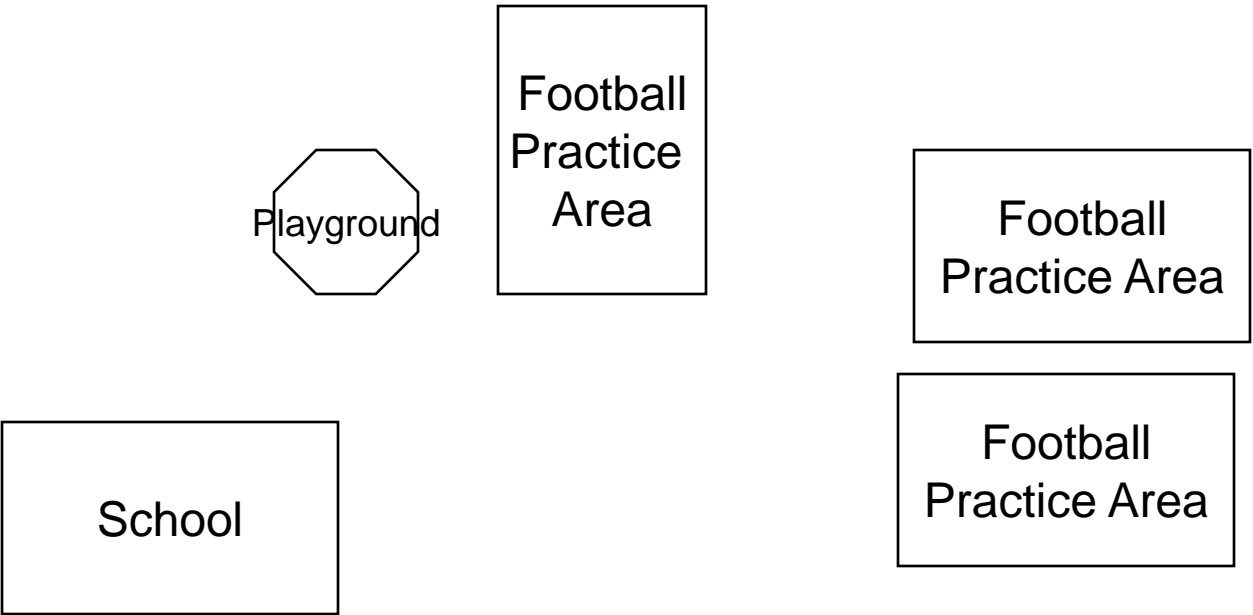 Football
Practice
Area
Playground
Football
Practice Area
Football
Practice Area
School